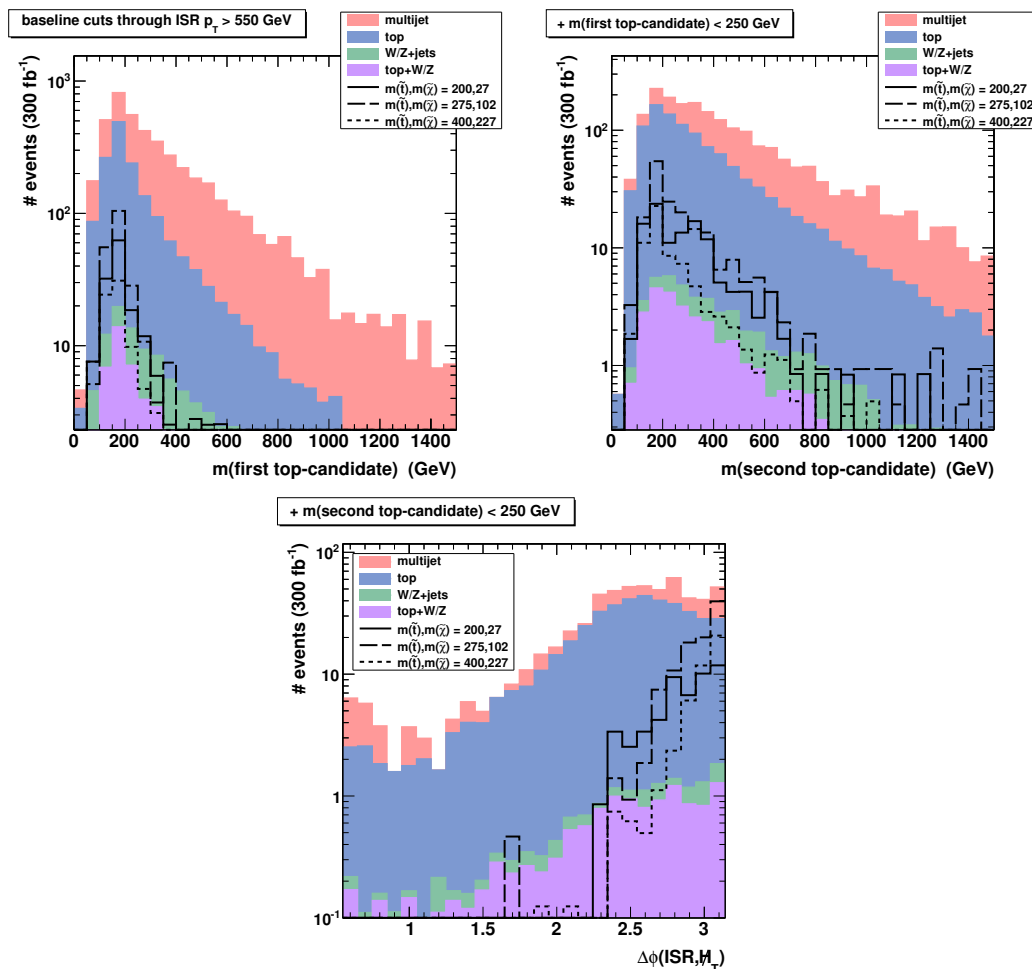 baseline cuts through ISR p_T > 550 GeV
multijet
top
W/Z+jets
top+W/Z
m(t̃),m(χ̃) = 200,27
m(t̃),m(χ̃) = 275,102
m(t̃),m(χ̃) = 400,227
# events (300 fb⁻¹)
10³
10²
10
0 200 400 600 800 1000 1200 1400
m(first top-candidate) (GeV)
+ m(first top-candidate) < 250 GeV
multijet
top
W/Z+jets
top+W/Z
m(t̃),m(χ̃) = 200,27
m(t̃),m(χ̃) = 275,102
m(t̃),m(χ̃) = 400,227
# events (300 fb⁻¹)
10²
10
1
0 200 400 600 800 1000 1200 1400
m(second top-candidate) (GeV)
+ m(second top-candidate) < 250 GeV
multijet
top
W/Z+jets
top+W/Z
m(t̃),m(χ̃) = 200,27
m(t̃),m(χ̃) = 275,102
m(t̃),m(χ̃) = 400,227
# events (300 fb⁻¹)
10²
10
1
10⁻¹
1 1.5 2 2.5 3
Δϕ(ISR,H̸_T)